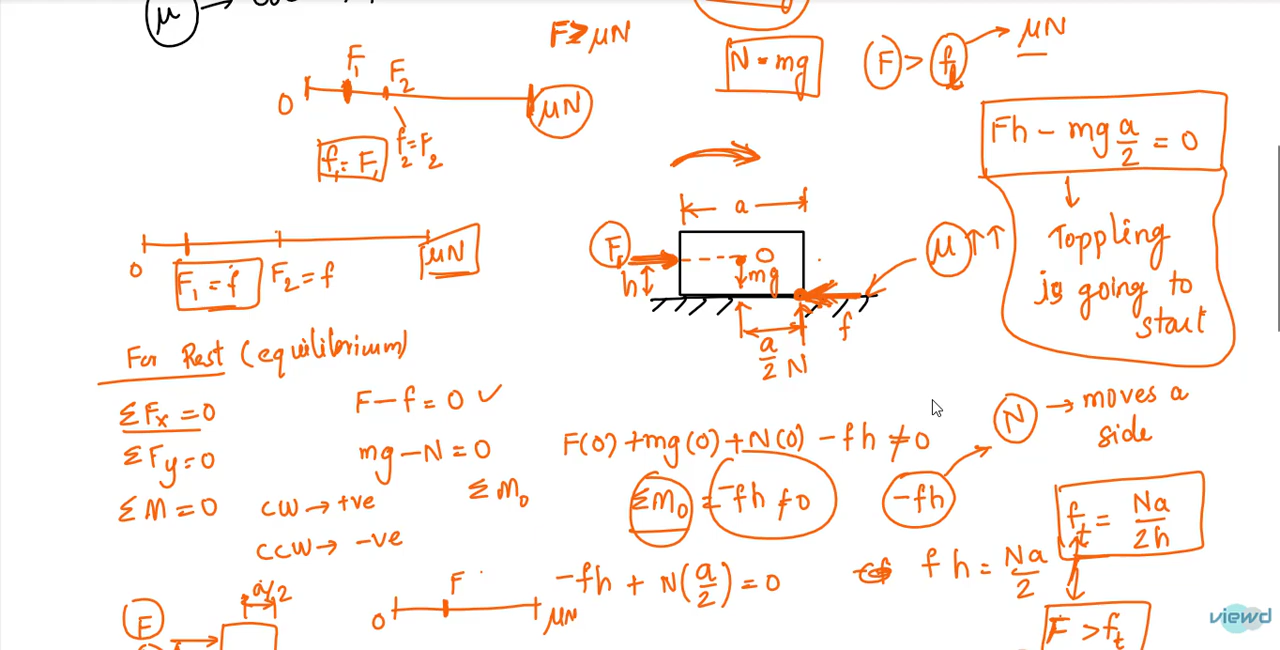 μ →
F ≥ μN
N = mg
F > f_L → μN
F₁ F₂
0 μN
f₁ = F₁ f₂ = F₂
Fh - mg a/2 = 0
Toppling
is going to
start
a
F₁
O
mg
h
μ ↑↑
f
a/2 N
0 μN
F₁ = f F₂ = f
For Rest (equilibrium)
ΣFx = 0 F - f = 0 ✓
ΣFy = 0 mg - N = 0
ΣM = 0 CW → +ve ΣM₀
CCW → -ve
F(0) + mg(0) + N(0) - fh ≠ 0
ΣM₀ = -fh ≠ 0
-fh
N → moves a
side
f_t = Na/2h
-fh + N(a/2) = 0
fh = Na/2
F > f_t
F
a/2
0 F μN
viewd